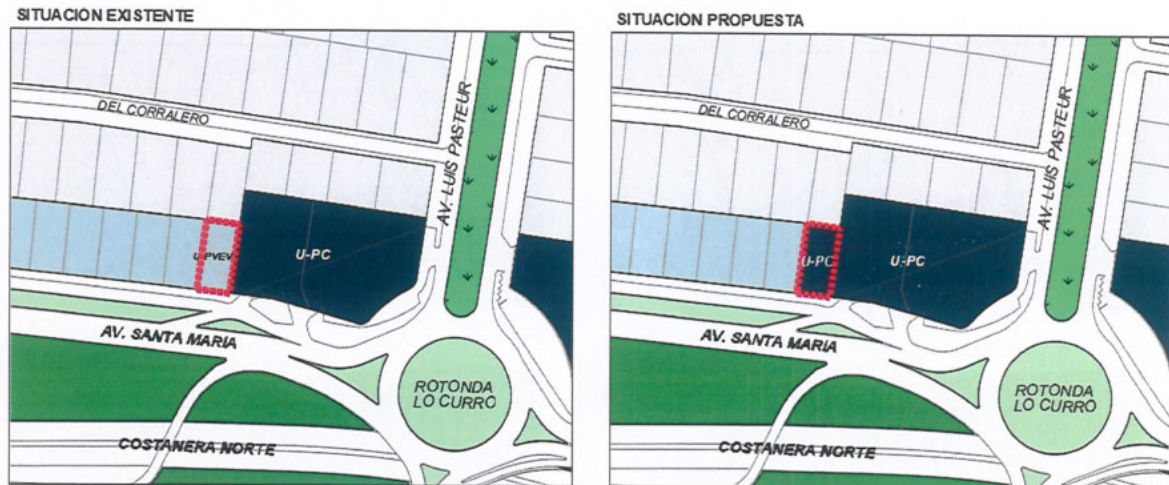 SITUACIÓN EXISTENTE
DEL CORRALERO
AV. LUIS PASTEUR
U-PVEV
U-PC
AV. SANTA MARIA
ROTONDA
LO CURRO
COSTANERA NORTE
SITUACIÓN PROPUESTA
DEL CORRALERO
AV. LUIS PASTEUR
U-PC
U-PC
AV. SANTA MARIA
ROTONDA
LO CURRO
COSTANERA NORTE